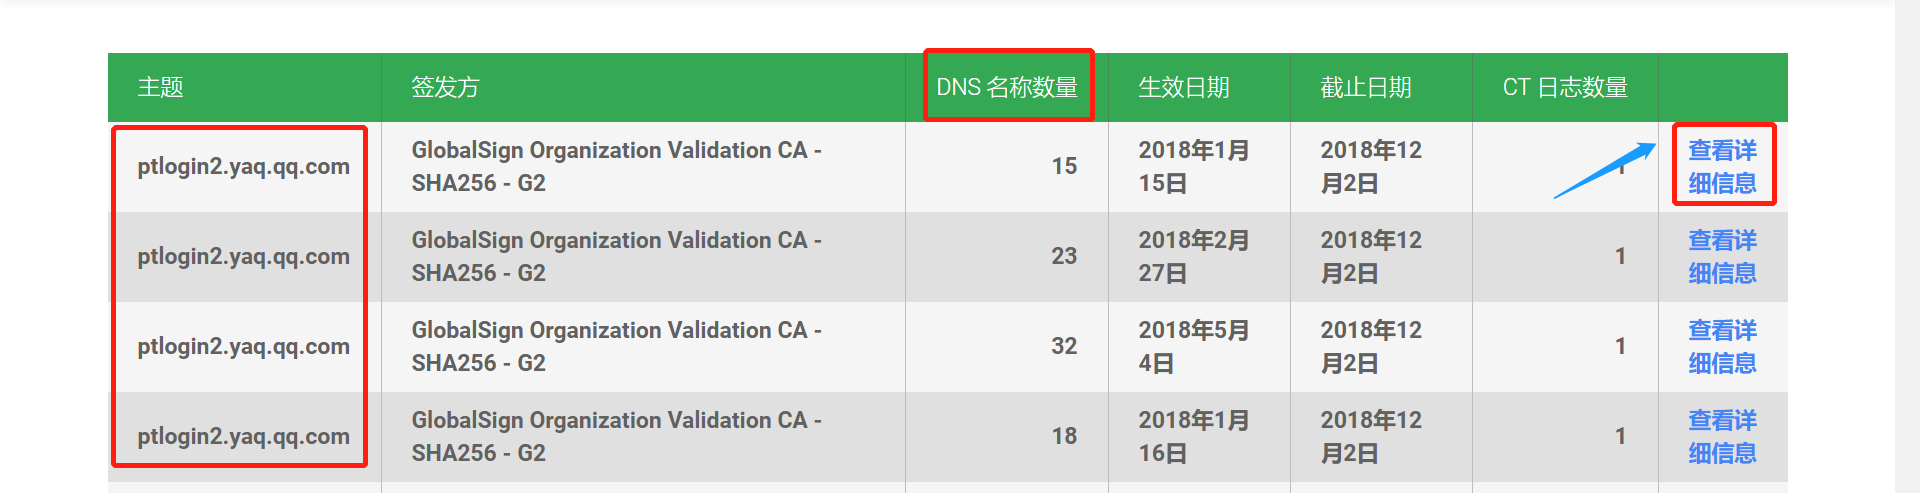 主题 签发方 DNS 名称数量 生效日期 截止日期 CT 日志数量
ptlogin2.yaq.qq.com GlobalSign Organization Validation CA - SHA256 - G2 15 2018年1月15日 2018年12月2日 1 查看详细信息
ptlogin2.yaq.qq.com GlobalSign Organization Validation CA - SHA256 - G2 23 2018年2月27日 2018年12月2日 1 查看详细信息
ptlogin2.yaq.qq.com GlobalSign Organization Validation CA - SHA256 - G2 32 2018年5月4日 2018年12月2日 1 查看详细信息
ptlogin2.yaq.qq.com GlobalSign Organization Validation CA - SHA256 - G2 18 2018年1月16日 2018年12月2日 1 查看详细信息